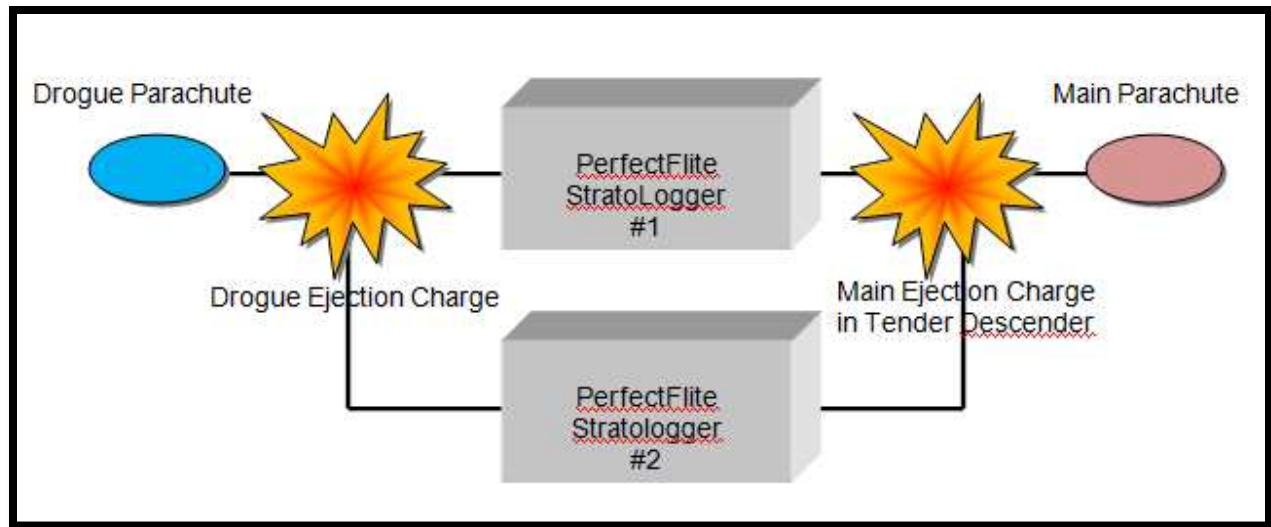 Drogue Parachute
Main Parachute
PerfectFlite
StratoLogger
#1
Drogue Ejection Charge
Main Ejection Charge
in Tender Descender
PerfectFlite
Stratologger
#2